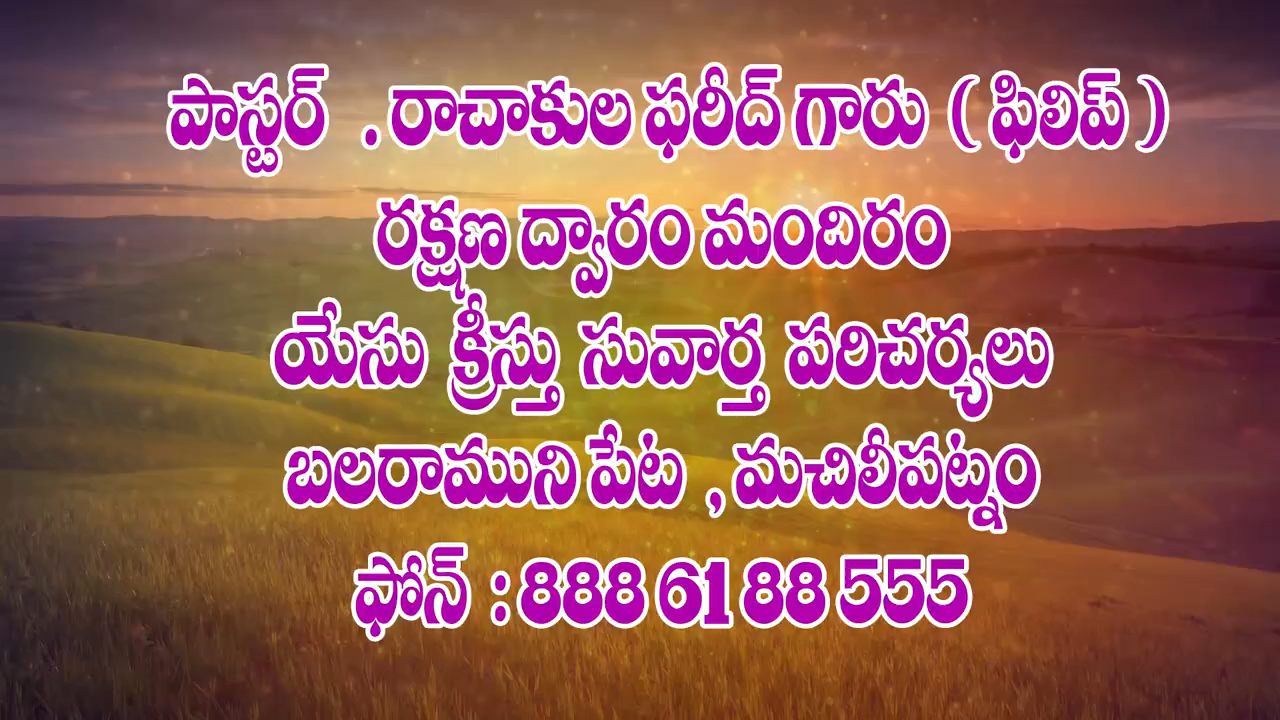 పాస్టర్ . రాచాకుల ఫరీద్ గారు ( ఫిలిప్ )
రక్షణ ద్వారం మందిరం
యేసు క్రీస్తు సువార్త పరిచర్యలు
బలరాముని పేట , మచిలీపట్నం
ఫోన్ : 888 61 88 555